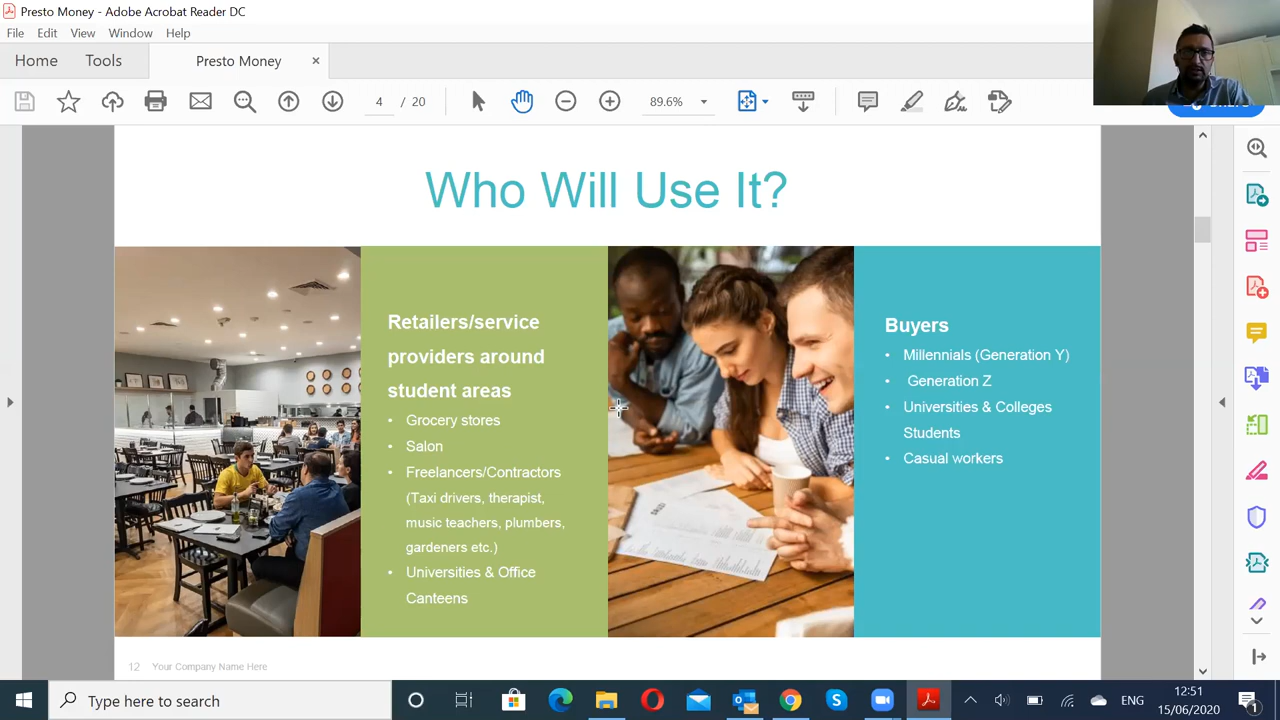 Presto Money - Adobe Acrobat Reader DC
File Edit View Window Help
Home Tools Presto Money ×
4 / 20 89.6%
Who Will Use It?
Retailers/service
providers around
student areas
• Grocery stores
• Salon
• Freelancers/Contractors
(Taxi drivers, therapist,
music teachers, plumbers,
gardeners etc.)
• Universities & Office
Canteens
Buyers
• Millennials (Generation Y)
• Generation Z
• Universities & Colleges
Students
• Casual workers
12 Your Company Name Here
Type here to search
ENG
12:51
15/06/2020
1